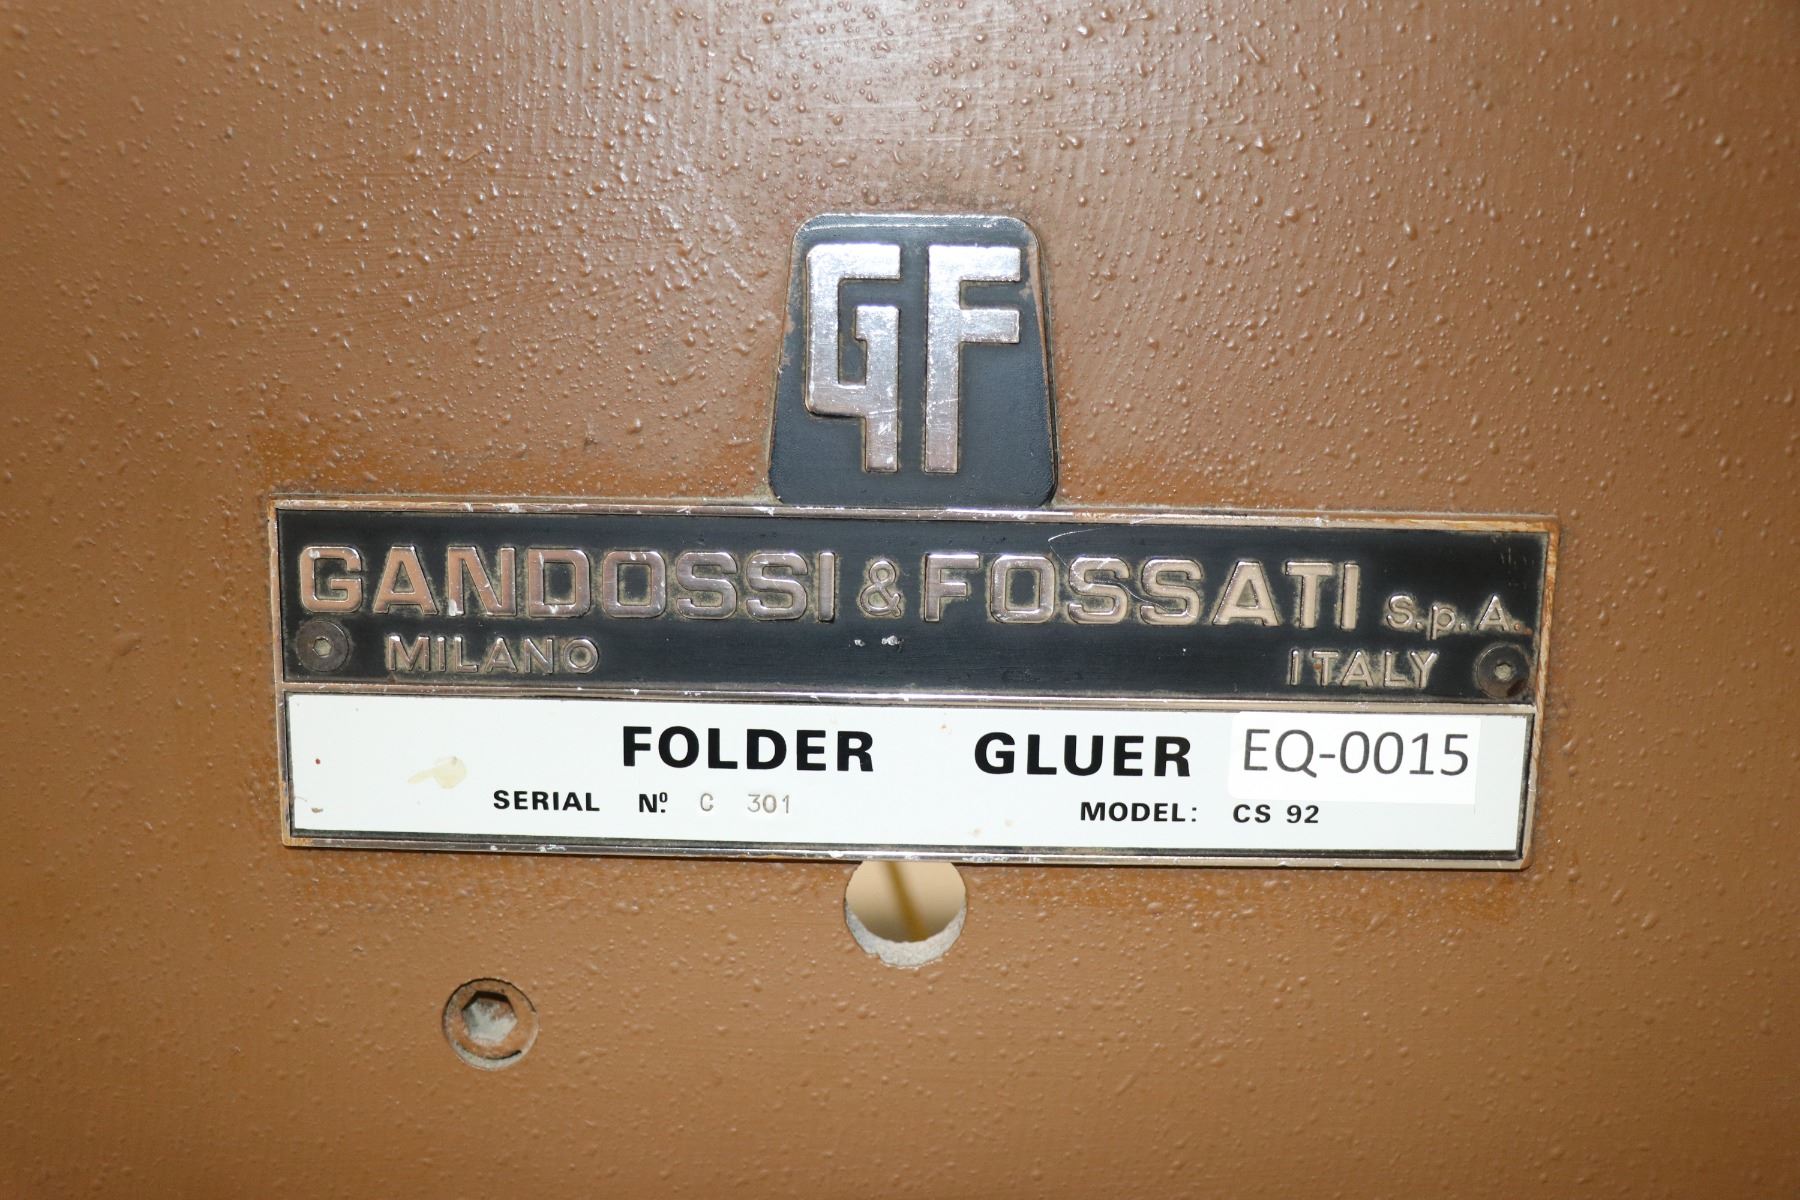 GF
GANDOSSI & FOSSATI S.p.A.
MILANO ITALY
FOLDER GLUER EQ-0015
SERIAL Nº. C 301 MODEL: CS 92